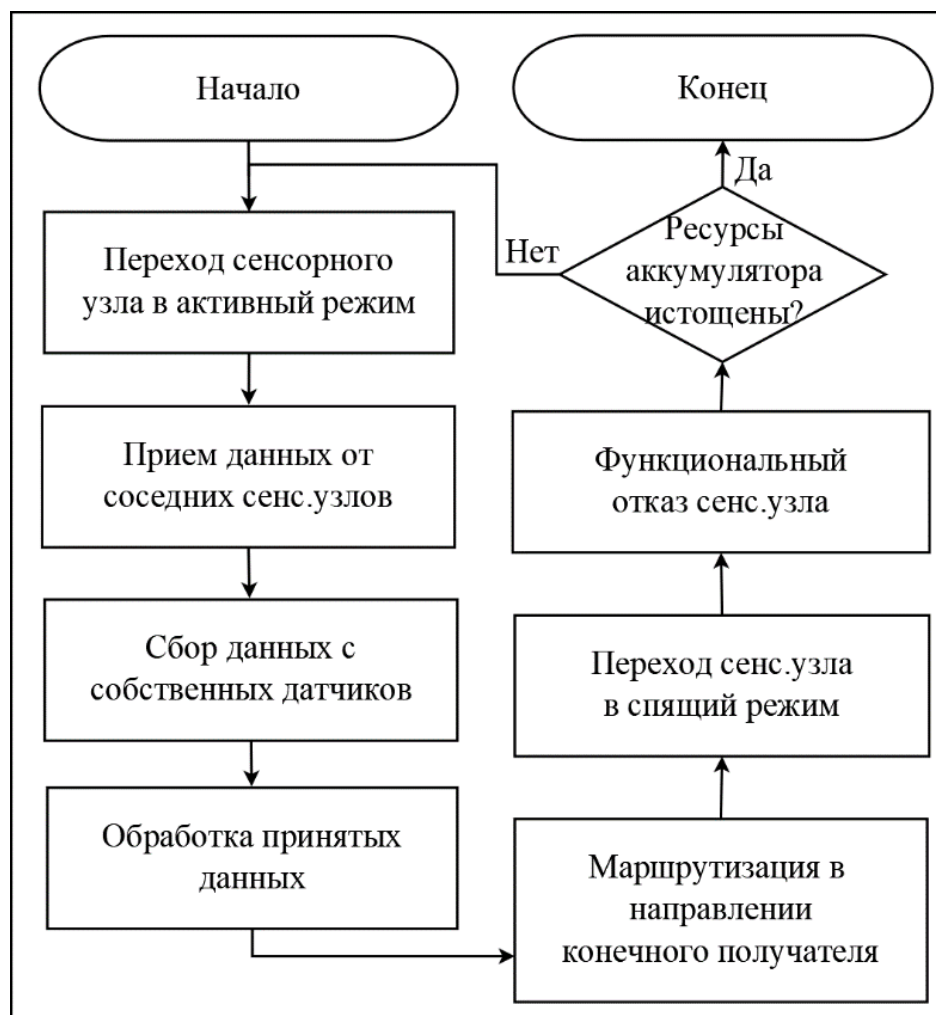 Начало
Переход сенсорного
узла в активный режим
Прием данных от
соседних сенс.узлов
Сбор данных с
собственных датчиков
Обработка принятых
данных
Маршрутизация в
направлении
конечного получателя
Переход сенс.узла
в спящий режим
Функциональный
отказ сенс.узла
Ресурсы
аккумулятора
истощены?
Нет
Да
Конец